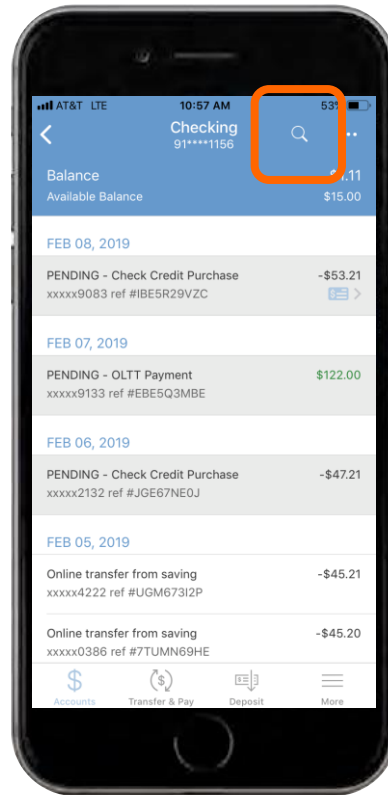 AT&T LTE 10:57 AM 53%
Checking
91****1156
Balance .11
Available Balance $15.00
FEB 08, 2019
PENDING - Check Credit Purchase -$53.21
xxxxx9083 ref #IBE5R29VZC
FEB 07, 2019
PENDING - OLTT Payment $122.00
xxxxx9133 ref #EBE5Q3MBE
FEB 06, 2019
PENDING - Check Credit Purchase -$47.21
xxxxx2132 ref #JGE67NE0J
FEB 05, 2019
Online transfer from saving -$45.21
xxxxx4222 ref #UGM673I2P
Online transfer from saving -$45.20
xxxxx0386 ref #7TUMN69HE
Accounts Transfer & Pay Deposit More